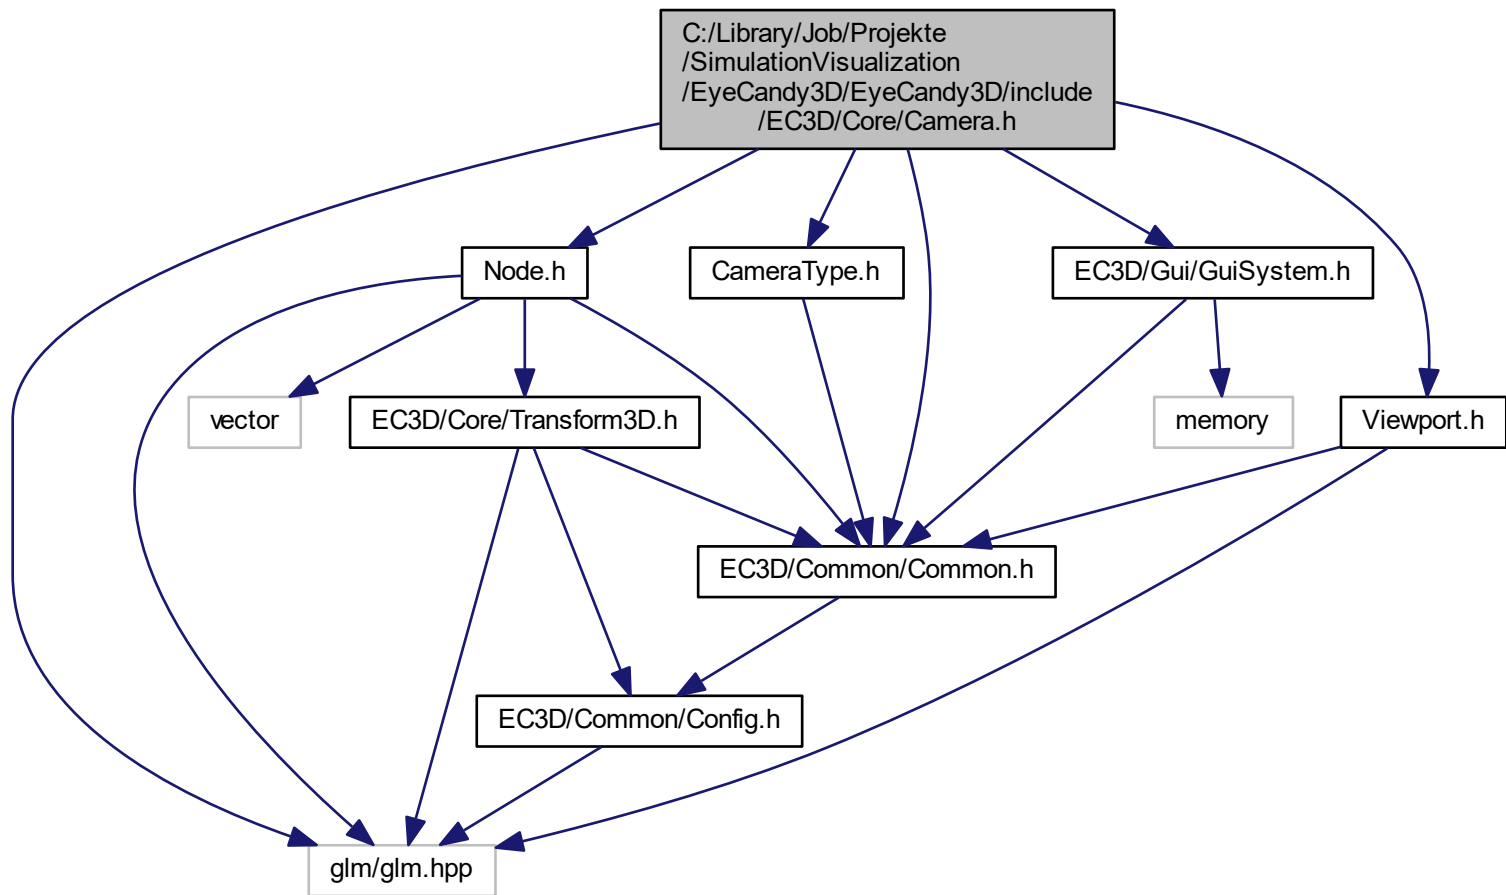 C:/Library/Job/Projekte
/SimulationVisualization
/EyeCandy3D/EyeCandy3D/include
/EC3D/Core/Camera.h
Node.h
CameraType.h
EC3D/Gui/GuiSystem.h
vector
EC3D/Core/Transform3D.h
memory
Viewport.h
EC3D/Common/Common.h
EC3D/Common/Config.h
glm/glm.hpp